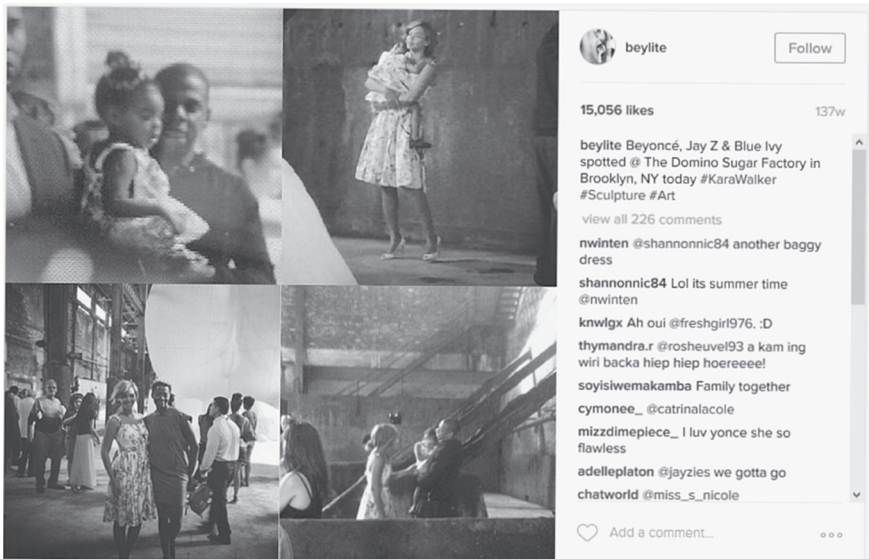 beylite
Follow
15,056 likes
137w
beylite Beyoncé, Jay Z & Blue Ivy
spotted @ The Domino Sugar Factory in
Brooklyn, NY today #KaraWalker
#Sculpture #Art
view all 226 comments
nwinten @shannonnic84 another baggy
dress
shannonnic84 Lol its summer time
@nwinten
knwlgx Ah oui @freshgirl976. :D
thymandra.r @rosheuvel93 a kam ing
wiri backa hiep hiep hoereeee!
soyisiwemakamba Family together
cymonee_ @catrinalacole
mizzdimepiece_ I luv yonce she so
flawless
adelleplaton @jayzies we gotta go
chatworld @miss_s_nicole
Add a comment...